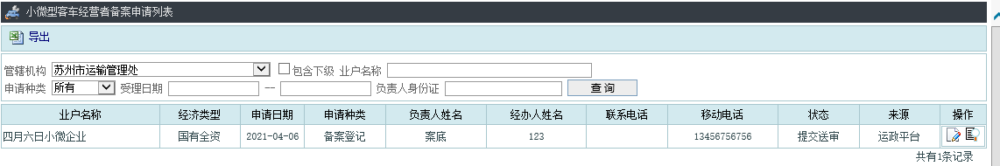 小微型客车经营者备案申请列表
导出
管辖机构 苏州市运输管理处 包含下级 业户名称
申请种类 所有 受理日期 -- 负责人身份证 查 询
业户名称 经济类型 申请日期 申请种类 负责人姓名 经办人姓名 联系电话 移动电话 状态 来源 操作
四月六日小微企业 国有全资 2021-04-06 备案登记 案底 123 13456756756 提交送审 运政平台
共有1条记录